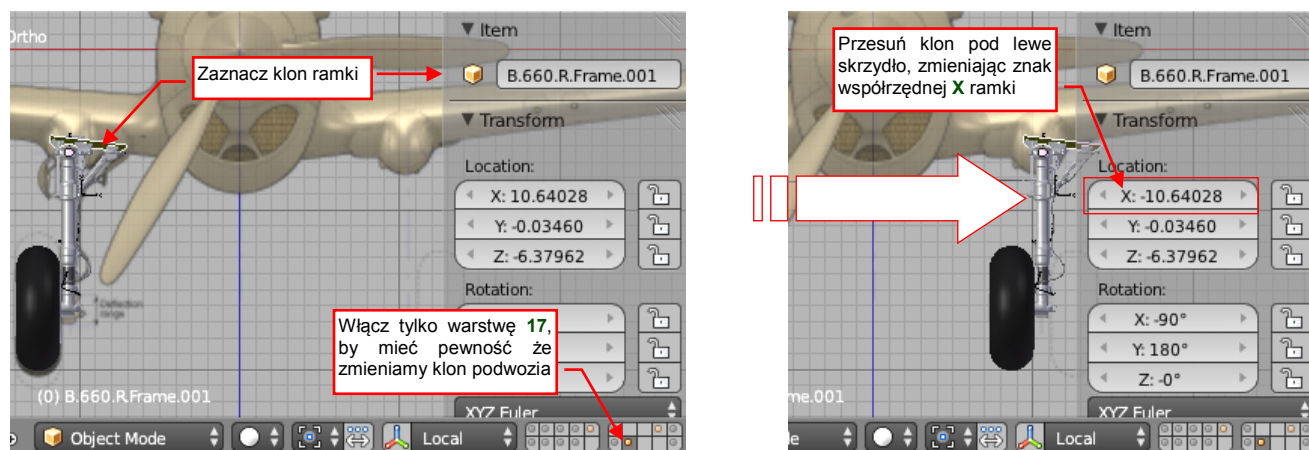 Ortho
Zaznacz klon ramki
Item
B.660.R.Frame.001
Transform
Location:
X: 10.64028
Y: -0.03460
Z: -6.37962
Rotation:
Deflection
range
Włącz tylko warstwę 17,
by mieć pewność że
zmieniamy klon podwozia
(0) B.660.R.Frame.001
XYZ Euler
Object Mode
Local
Przesuń klon pod lewe
skrzydło, zmieniając znak
współrzędnej X ramki
Item
B.660.R.Frame.001
Transform
Location:
X: -10.64028
Y: -0.03460
Z: -6.37962
Rotation:
X: -90°
Y: 180°
Z: -0°
me.001
XYZ Euler
Local